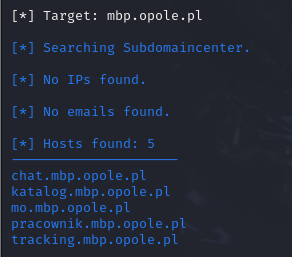 [*] Target: mbp.opole.pl
[*] Searching Subdomaincenter.
[*] No IPs found.
[*] No emails found.
[*] Hosts found: 5
---------------------
chat.mbp.opole.pl
katalog.mbp.opole.pl
mo.mbp.opole.pl
pracownik.mbp.opole.pl
tracking.mbp.opole.pl